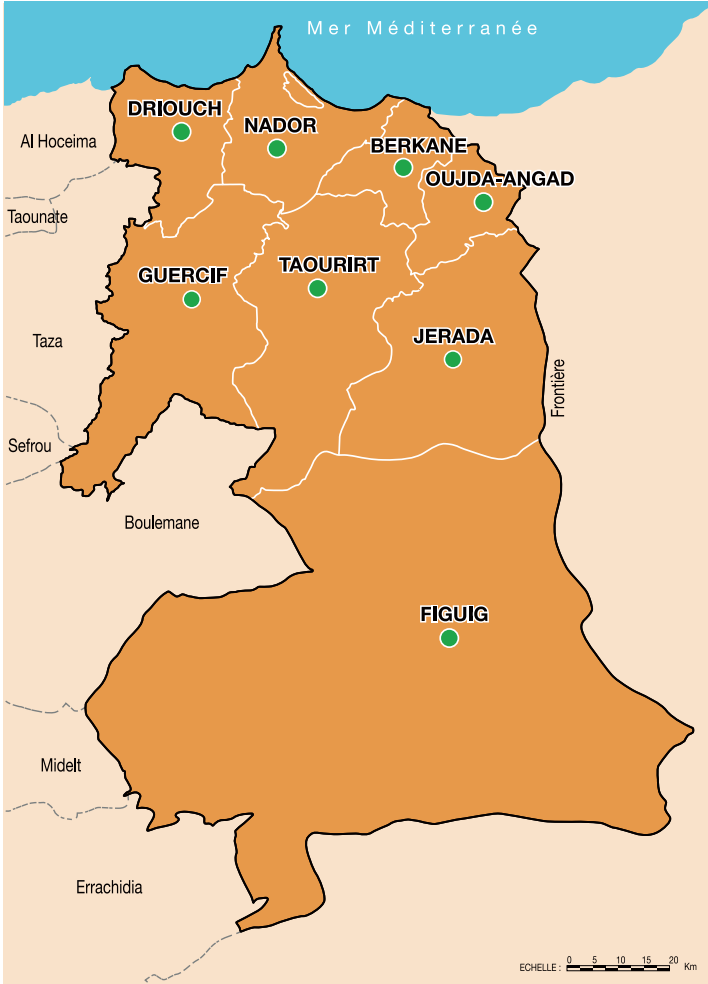 Mer Méditerranée
DRIOUCH
NADOR
Al Hoceima
BERKANE
OUJDA-ANGAD
Taounate
TAOURIRT
GUERCIF
JERADA
Taza
Frontière
Sefrou
Boulemane
FIGUIG
Midelt
Errachidia
ECHELLE : 0 5 10 15 20 Km